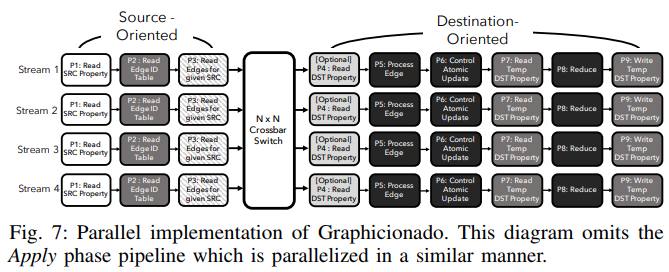 Source -
Oriented
Destination-
Oriented
Stream 1
P1: Read
SRC Property
P2 : Read
Edge ID
Table
P3: Read
Edges for
given SRC
[Optional]
P4 : Read
DST Property
P5: Process
Edge
P6: Control
Atomic
Update
P7: Read
Temp
DST Property
P8: Reduce
P9: Write
Temp
DST Property
Stream 2
P1: Read
SRC Property
P2 : Read
Edge ID
Table
P3: Read
Edges for
given SRC
[Optional]
P4 : Read
DST Property
P5: Process
Edge
P6: Control
Atomic
Update
P7: Read
Temp
DST Property
P8: Reduce
P9: Write
Temp
DST Property
N x N
Crossbar
Switch
Stream 3
P1: Read
SRC Property
P2 : Read
Edge ID
Table
P3: Read
Edges for
given SRC
[Optional]
P4 : Read
DST Property
P5: Process
Edge
P6: Control
Atomic
Update
P7: Read
Temp
DST Property
P8: Reduce
P9: Write
Temp
DST Property
Stream 4
P1: Read
SRC Property
P2 : Read
Edge ID
Table
P3: Read
Edges for
given SRC
[Optional]
P4 : Read
DST Property
P5: Process
Edge
P6: Control
Atomic
Update
P7: Read
Temp
DST Property
P8: Reduce
P9: Write
Temp
DST Property
Fig. 7: Parallel implementation of Graphicionado. This diagram omits the
Apply phase pipeline which is parallelized in a similar manner.